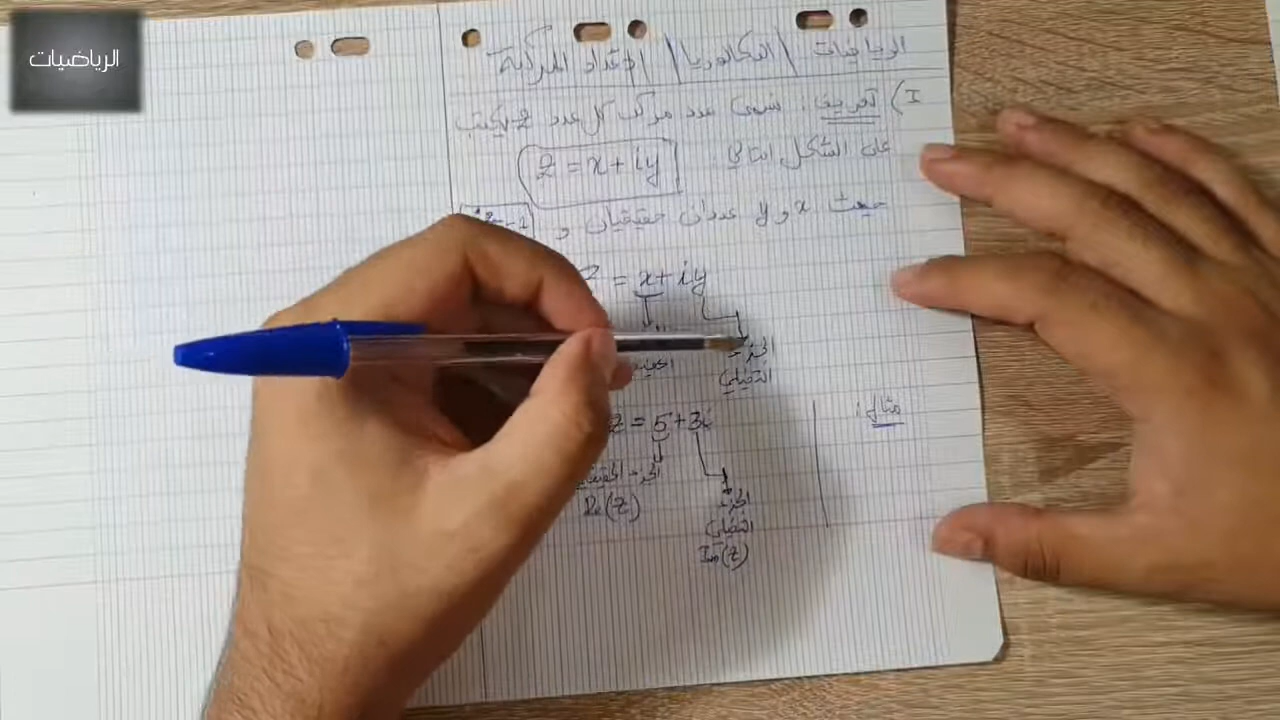 الرياضيات
الرياضيات / البكالوريا / الاعداد المركبة
I) تعريف: نسمي عدد مركب كل عدد z يكتب
على الشكل التالي: z = x + iy
حيث x و y عددان حقيقيان و
= x + iy
الجزء
التخيلي
مثال:
z = 5 + 3i
الجزء الحقيقي
الجزء
التخيلي
Re(z)
Im(z)